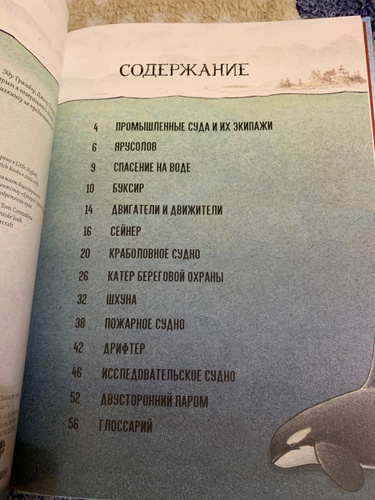 Эду Трамбу
СОДЕРЖАНИЕ
4 ПРОМЫШЛЕННЫЕ СУДА И ИХ ЭКИПАЖИ
6 ЯРУСОЛОВ
9 СПАСЕНИЕ НА ВОДЕ
10 БУКСИР
14 ДВИГАТЕЛИ И ДВИЖИТЕЛИ
16 СЕЙНЕР
20 КРАБОЛОВНОЕ СУДНО
26 КАТЕР БЕРЕГОВОЙ ОХРАНЫ
32 ШХУНА
38 ПОЖАРНОЕ СУДНО
42 ДРИФТЕР
46 ИССЛЕДОВАТЕЛЬСКОЕ СУДНО
52 ДВУСТОРОННИЙ ПАРОМ
56 ГЛОССАРИЙ